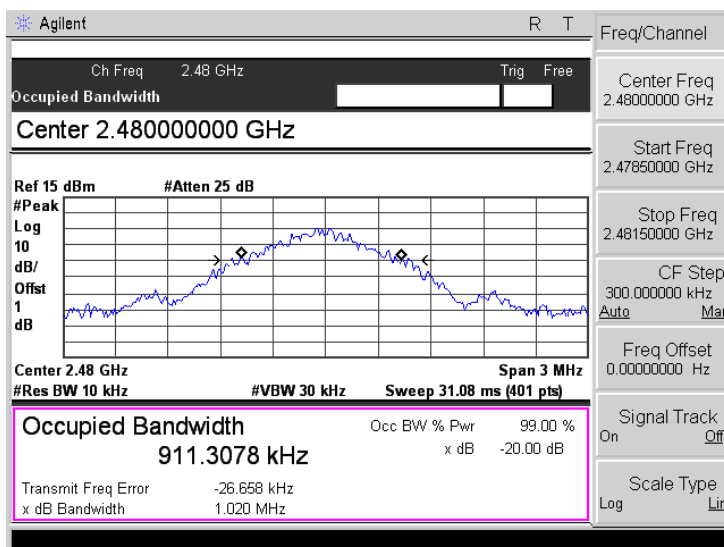 Agilent R T
Ch Freq 2.48 GHz Trig Free
Occupied Bandwidth
Center 2.480000000 GHz
Ref 15 dBm #Atten 25 dB
#Peak
Log
10
dB/
Offst
1
dB
Center 2.48 GHz Span 3 MHz
#Res BW 10 kHz #VBW 30 kHz Sweep 31.08 ms (401 pts)
Occupied Bandwidth Occ BW % Pwr 99.00 %
911.3078 kHz x dB -20.00 dB
Transmit Freq Error -26.658 kHz
x dB Bandwidth 1.020 MHz
Freq/Channel
Center Freq
2.48000000 GHz
Start Freq
2.47850000 GHz
Stop Freq
2.48150000 GHz
CF Step
300.000000 kHz
Auto Mar
Freq Offset
0.00000000 Hz
Signal Track
On Off
Scale Type
Log Lin